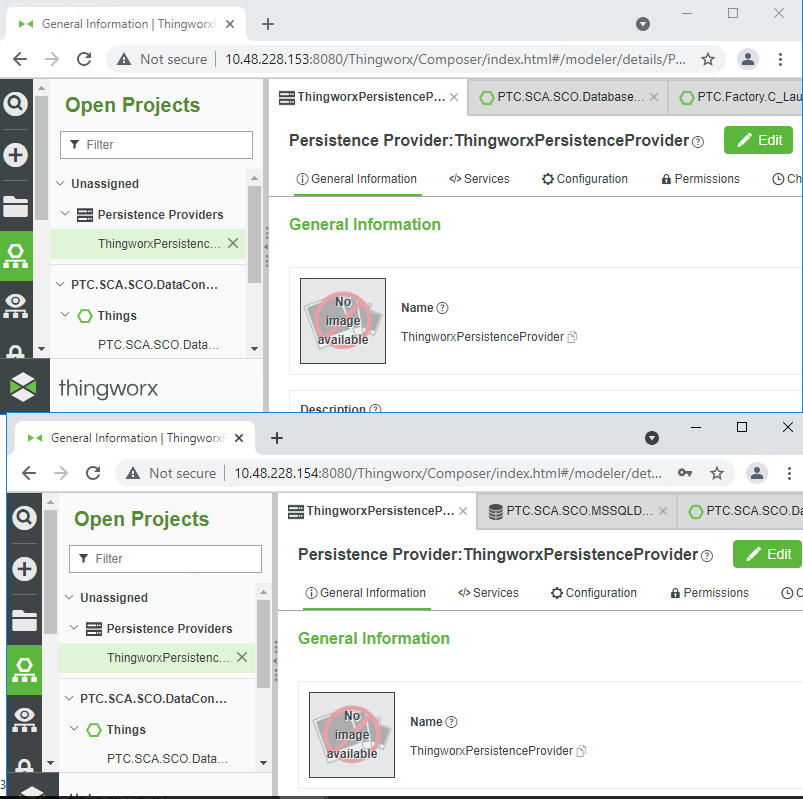 General Information | Thingworx
Not secure 10.48.228.153:8080/Thingworx/Composer/index.html#/modeler/details/P...
Open Projects
Filter
Unassigned
Persistence Providers
ThingworxPersistenc...
PTC.SCA.SCO.DataCon...
Things
PTC.SCA.SCO.Data...
thingworx
ThingworxPersistenceP... PTC.SCA.SCO.Database... PTC.Factory.C_Lau
Persistence Provider:ThingworxPersistenceProvider Edit
General Information Services Configuration Permissions Ch
General Information
No
image
available
Name
ThingworxPersistenceProvider
Description
General Information | Thingworx
Not secure 10.48.228.154:8080/Thingworx/Composer/index.html#/modeler/det...
Open Projects
Filter
Unassigned
Persistence Providers
ThingworxPersistenc...
PTC.SCA.SCO.DataCon...
Things
PTC.SCA.SCO.Data...
ThingworxPersistenceP... PTC.SCA.SCO.MSSQLD... PTC.SCA.SCO.Da
Persistence Provider:ThingworxPersistenceProvider Edit
General Information Services Configuration Permissions C
General Information
No
image
available
Name
ThingworxPersistenceProvider
3